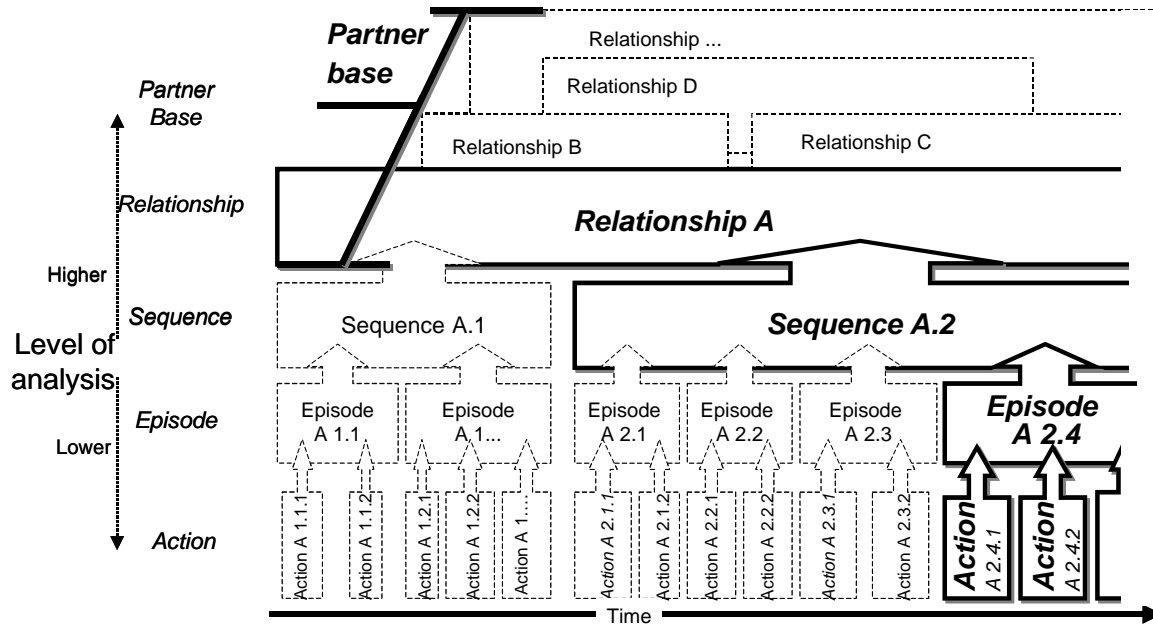 Partner
base
Relationship ...
Relationship D
Partner
Base
Relationship B
Relationship C
Relationship
Relationship A
Higher
Sequence
Sequence A.1
Sequence A.2
Level of
analysis
Episode
Lower
Episode
A 1.1
Episode
A 1...
Episode
A 2.1
Episode
A 2.2
Episode
A 2.3
Episode
A 2.4
Action
Action A 1.1.1
Action A 1.1.2
Action A 1.2.1
Action A 1.2.2
Action A 1....
Action A 2.1.1
Action A 2.1.2
Action A 2.2.1
Action A 2.2.2
Action A 2.3.1
Action A 2.3.2
Action
A 2.4.1
Action
A 2.4.2
Time